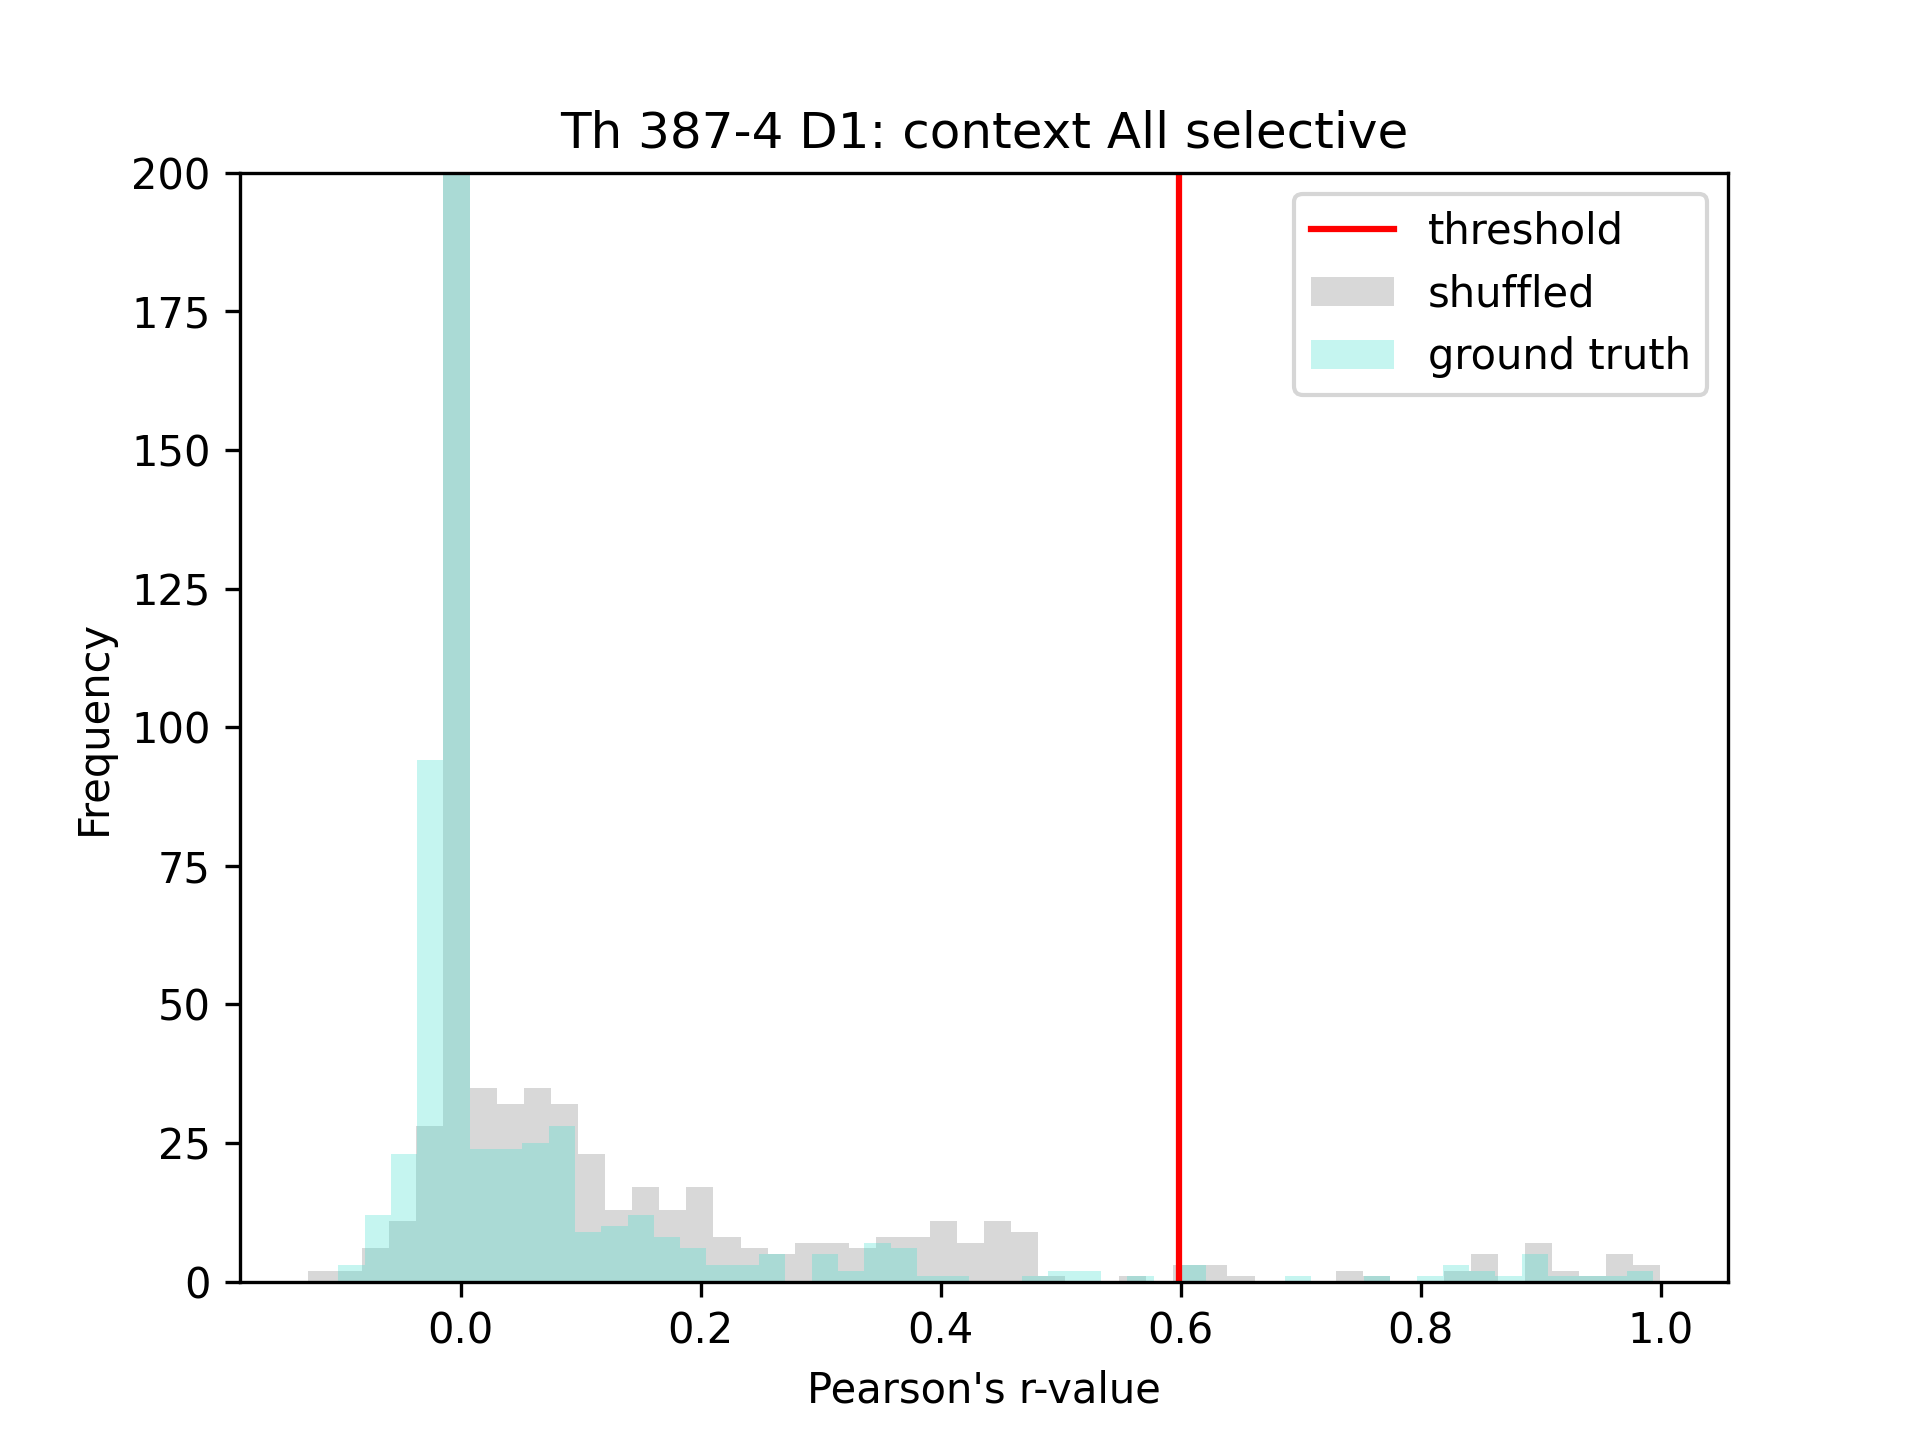 Th 387-4 D1: context All selective
200
175
150
125
100
75
50
25
0
Frequency
threshold
shuffled
ground truth
0.0 0.2 0.4 0.6 0.8 1.0
Pearson's r-value